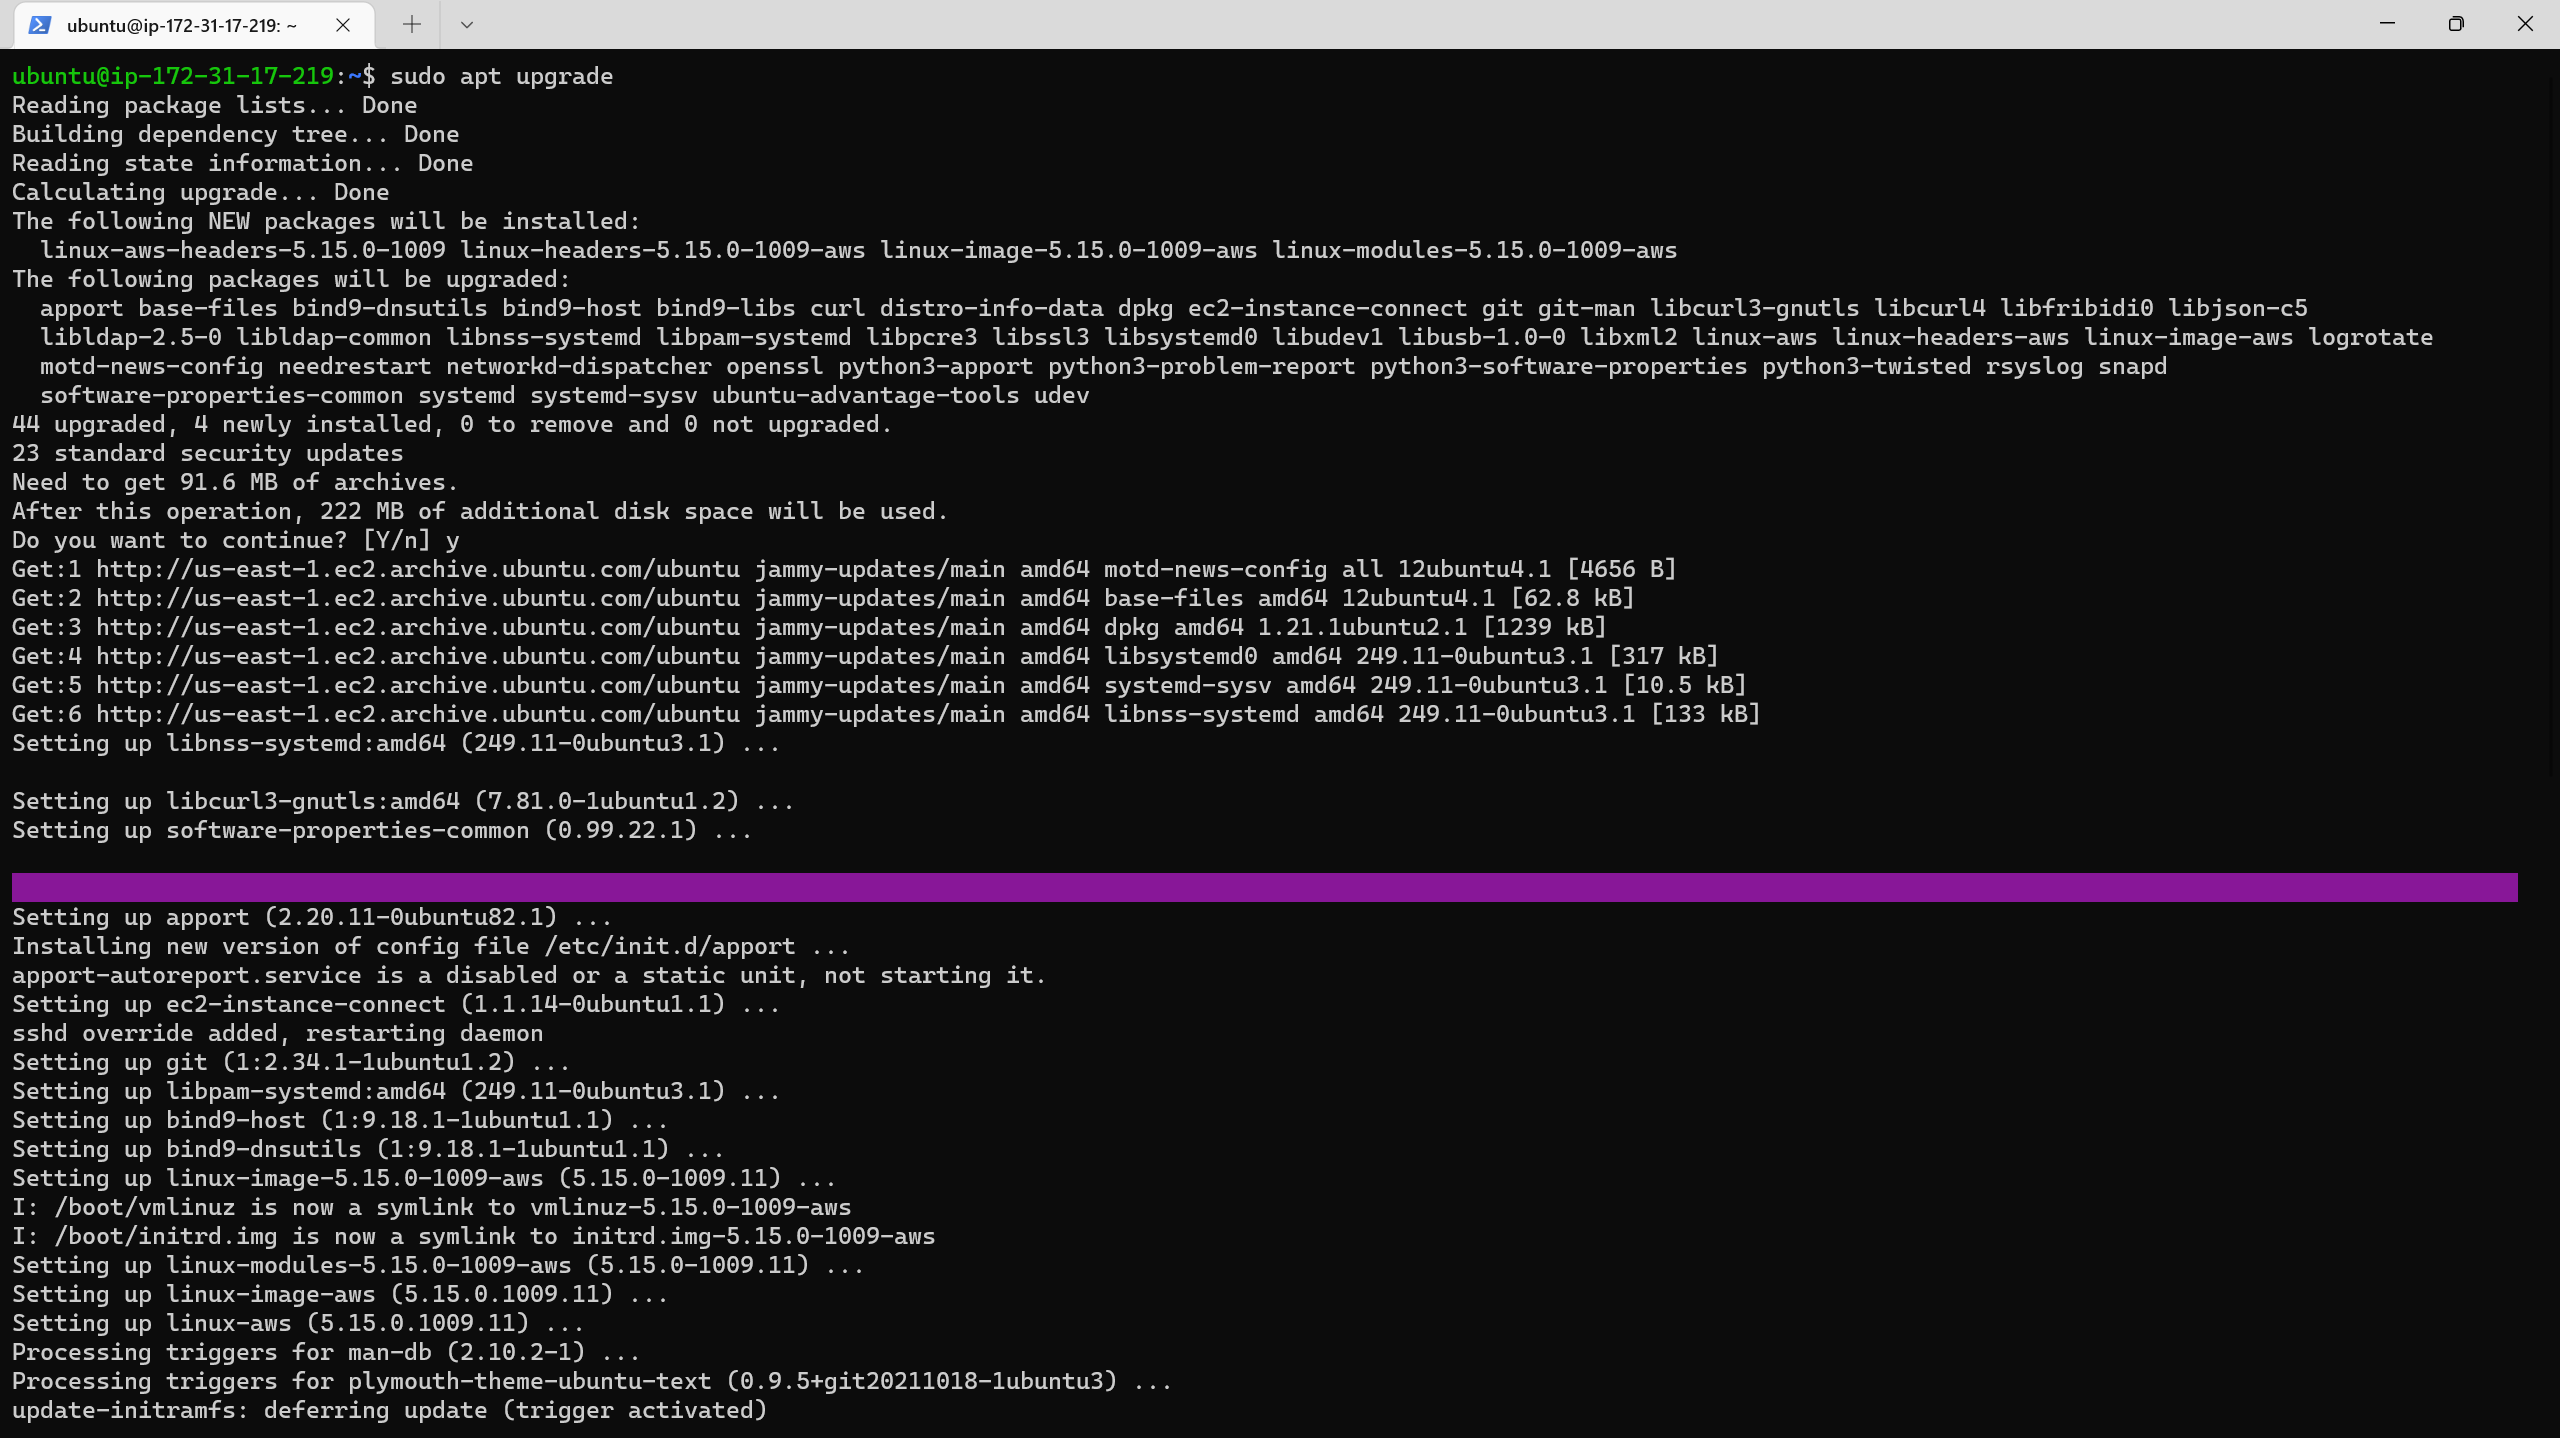 ubuntu@ip-172-31-17-219: ~
ubuntu@ip-172-31-17-219:~$ sudo apt upgrade
Reading package lists... Done
Building dependency tree... Done
Reading state information... Done
Calculating upgrade... Done
The following NEW packages will be installed:
  linux-aws-headers-5.15.0-1009 linux-headers-5.15.0-1009-aws linux-image-5.15.0-1009-aws linux-modules-5.15.0-1009-aws
The following packages will be upgraded:
  apport base-files bind9-dnsutils bind9-host bind9-libs curl distro-info-data dpkg ec2-instance-connect git git-man libcurl3-gnutls libcurl4 libfribidi0 libjson-c5
  libldap-2.5-0 libldap-common libnss-systemd libpam-systemd libpcre3 libssl3 libsystemd0 libudev1 libusb-1.0-0 libxml2 linux-aws linux-headers-aws linux-image-aws logrotate
  motd-news-config needrestart networkd-dispatcher openssl python3-apport python3-problem-report python3-software-properties python3-twisted rsyslog snapd
  software-properties-common systemd systemd-sysv ubuntu-advantage-tools udev
44 upgraded, 4 newly installed, 0 to remove and 0 not upgraded.
23 standard security updates
Need to get 91.6 MB of archives.
After this operation, 222 MB of additional disk space will be used.
Do you want to continue? [Y/n] y
Get:1 http://us-east-1.ec2.archive.ubuntu.com/ubuntu jammy-updates/main amd64 motd-news-config all 12ubuntu4.1 [4656 B]
Get:2 http://us-east-1.ec2.archive.ubuntu.com/ubuntu jammy-updates/main amd64 base-files amd64 12ubuntu4.1 [62.8 kB]
Get:3 http://us-east-1.ec2.archive.ubuntu.com/ubuntu jammy-updates/main amd64 dpkg amd64 1.21.1ubuntu2.1 [1239 kB]
Get:4 http://us-east-1.ec2.archive.ubuntu.com/ubuntu jammy-updates/main amd64 libsystemd0 amd64 249.11-0ubuntu3.1 [317 kB]
Get:5 http://us-east-1.ec2.archive.ubuntu.com/ubuntu jammy-updates/main amd64 systemd-sysv amd64 249.11-0ubuntu3.1 [10.5 kB]
Get:6 http://us-east-1.ec2.archive.ubuntu.com/ubuntu jammy-updates/main amd64 libnss-systemd amd64 249.11-0ubuntu3.1 [133 kB]
Setting up libnss-systemd:amd64 (249.11-0ubuntu3.1) ...
Setting up libcurl3-gnutls:amd64 (7.81.0-1ubuntu1.2) ...
Setting up software-properties-common (0.99.22.1) ...
Setting up apport (2.20.11-0ubuntu82.1) ...
Installing new version of config file /etc/init.d/apport ...
apport-autoreport.service is a disabled or a static unit, not starting it.
Setting up ec2-instance-connect (1.1.14-0ubuntu1.1) ...
sshd override added, restarting daemon
Setting up git (1:2.34.1-1ubuntu1.2) ...
Setting up libpam-systemd:amd64 (249.11-0ubuntu3.1) ...
Setting up bind9-host (1:9.18.1-1ubuntu1.1) ...
Setting up bind9-dnsutils (1:9.18.1-1ubuntu1.1) ...
Setting up linux-image-5.15.0-1009-aws (5.15.0-1009.11) ...
I: /boot/vmlinuz is now a symlink to vmlinuz-5.15.0-1009-aws
I: /boot/initrd.img is now a symlink to initrd.img-5.15.0-1009-aws
Setting up linux-modules-5.15.0-1009-aws (5.15.0-1009.11) ...
Setting up linux-image-aws (5.15.0.1009.11) ...
Setting up linux-aws (5.15.0.1009.11) ...
Processing triggers for man-db (2.10.2-1) ...
Processing triggers for plymouth-theme-ubuntu-text (0.9.5+git20211018-1ubuntu3) ...
update-initramfs: deferring update (trigger activated)